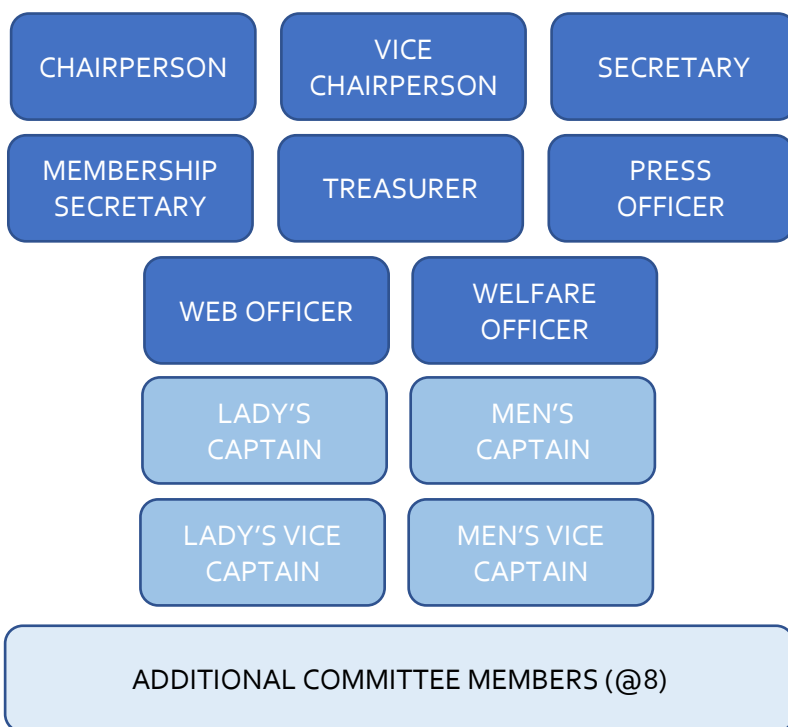 CHAIRPERSON
VICE
CHAIRPERSON
SECRETARY
MEMBERSHIP
SECRETARY
TREASURER
PRESS
OFFICER
WEB OFFICER
WELFARE
OFFICER
LADY’S
CAPTAIN
MEN’S
CAPTAIN
LADY’S VICE
CAPTAIN
MEN’S VICE
CAPTAIN
ADDITIONAL COMMITTEE MEMBERS (@8)